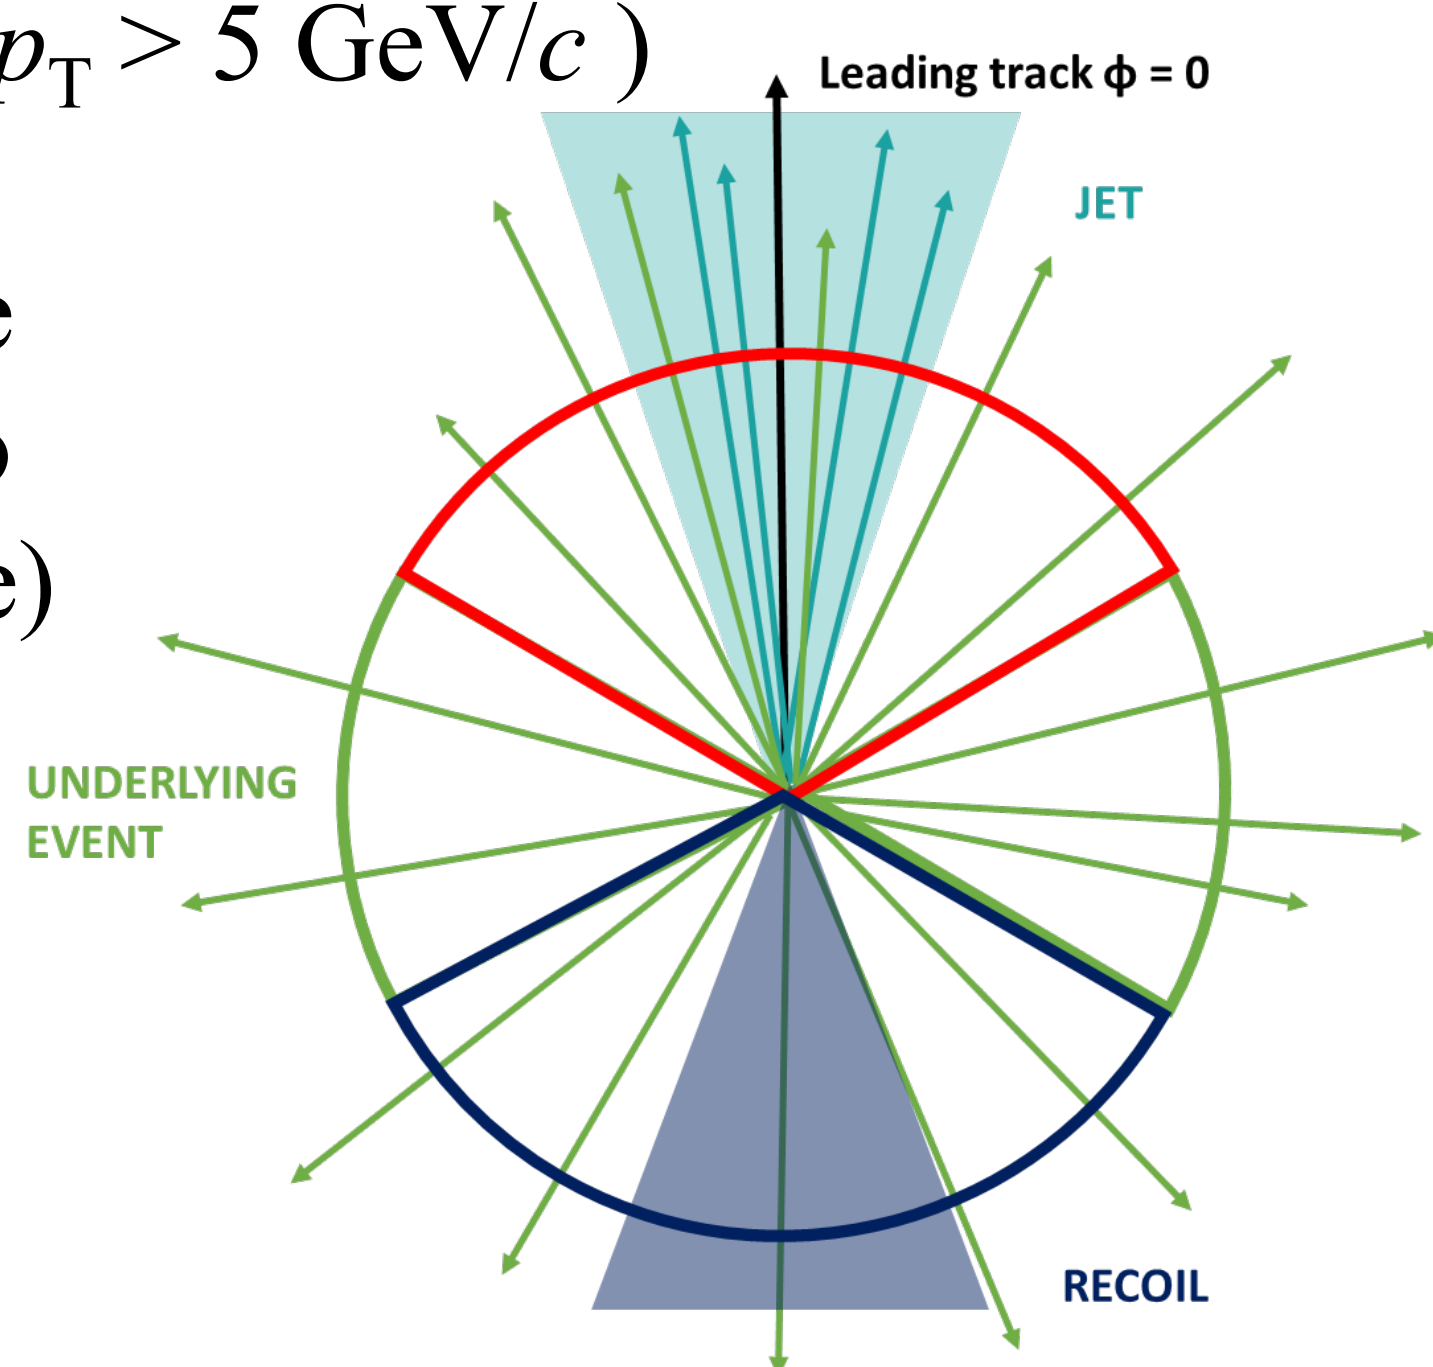 pT > 5 GeV/c )
Leading track ϕ = 0
JET
e)
UNDERLYING
EVENT
RECOIL